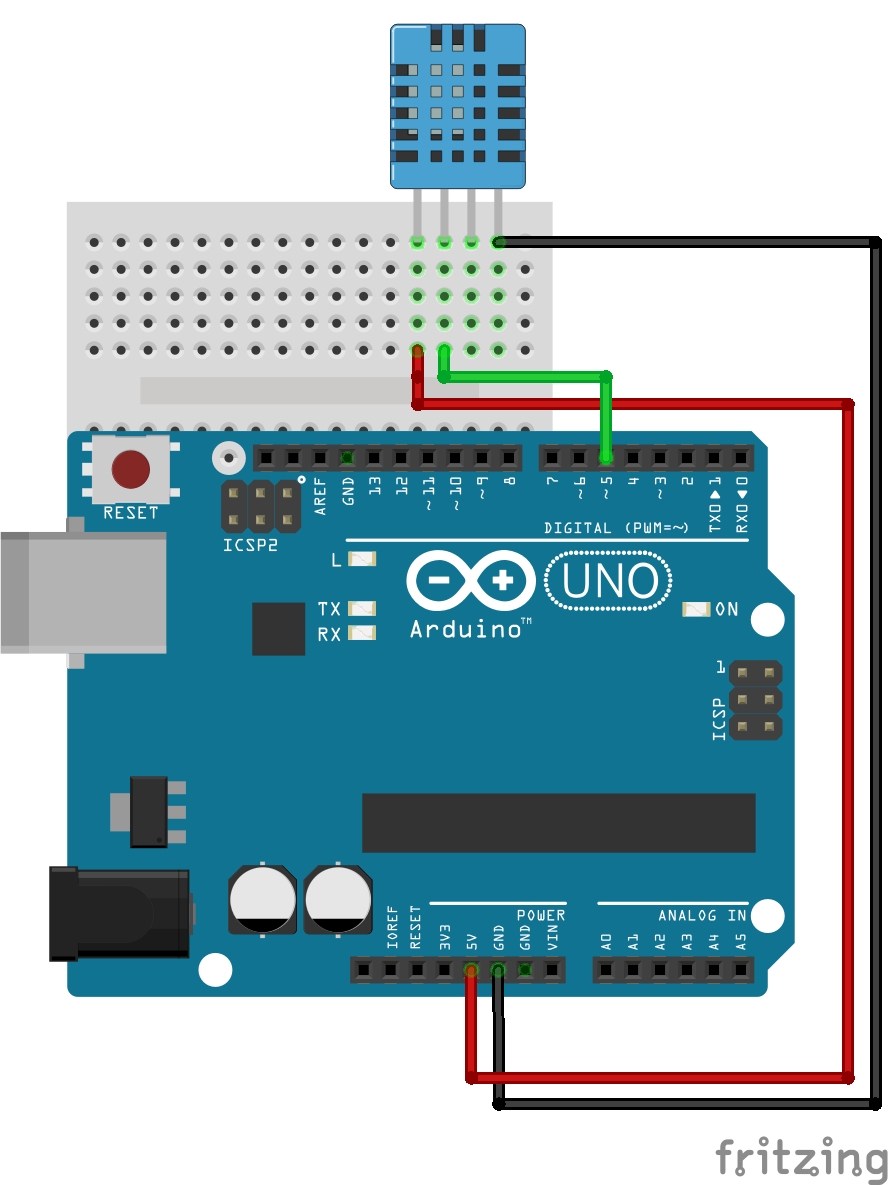 RESET
ICSP2
AREF
GND
13
12
~11
~10
~9
8
7
~6
~5
4
~3
2
TX0▶1
RX0◀0
DIGITAL (PWM=~)
L
TX
RX
UNO
Arduino™
ON
1
ICSP
IOREF
RESET
3V3
5V
GND
GND
VIN
POWER
ANALOG IN
A0
A1
A2
A3
A4
A5
fritzing